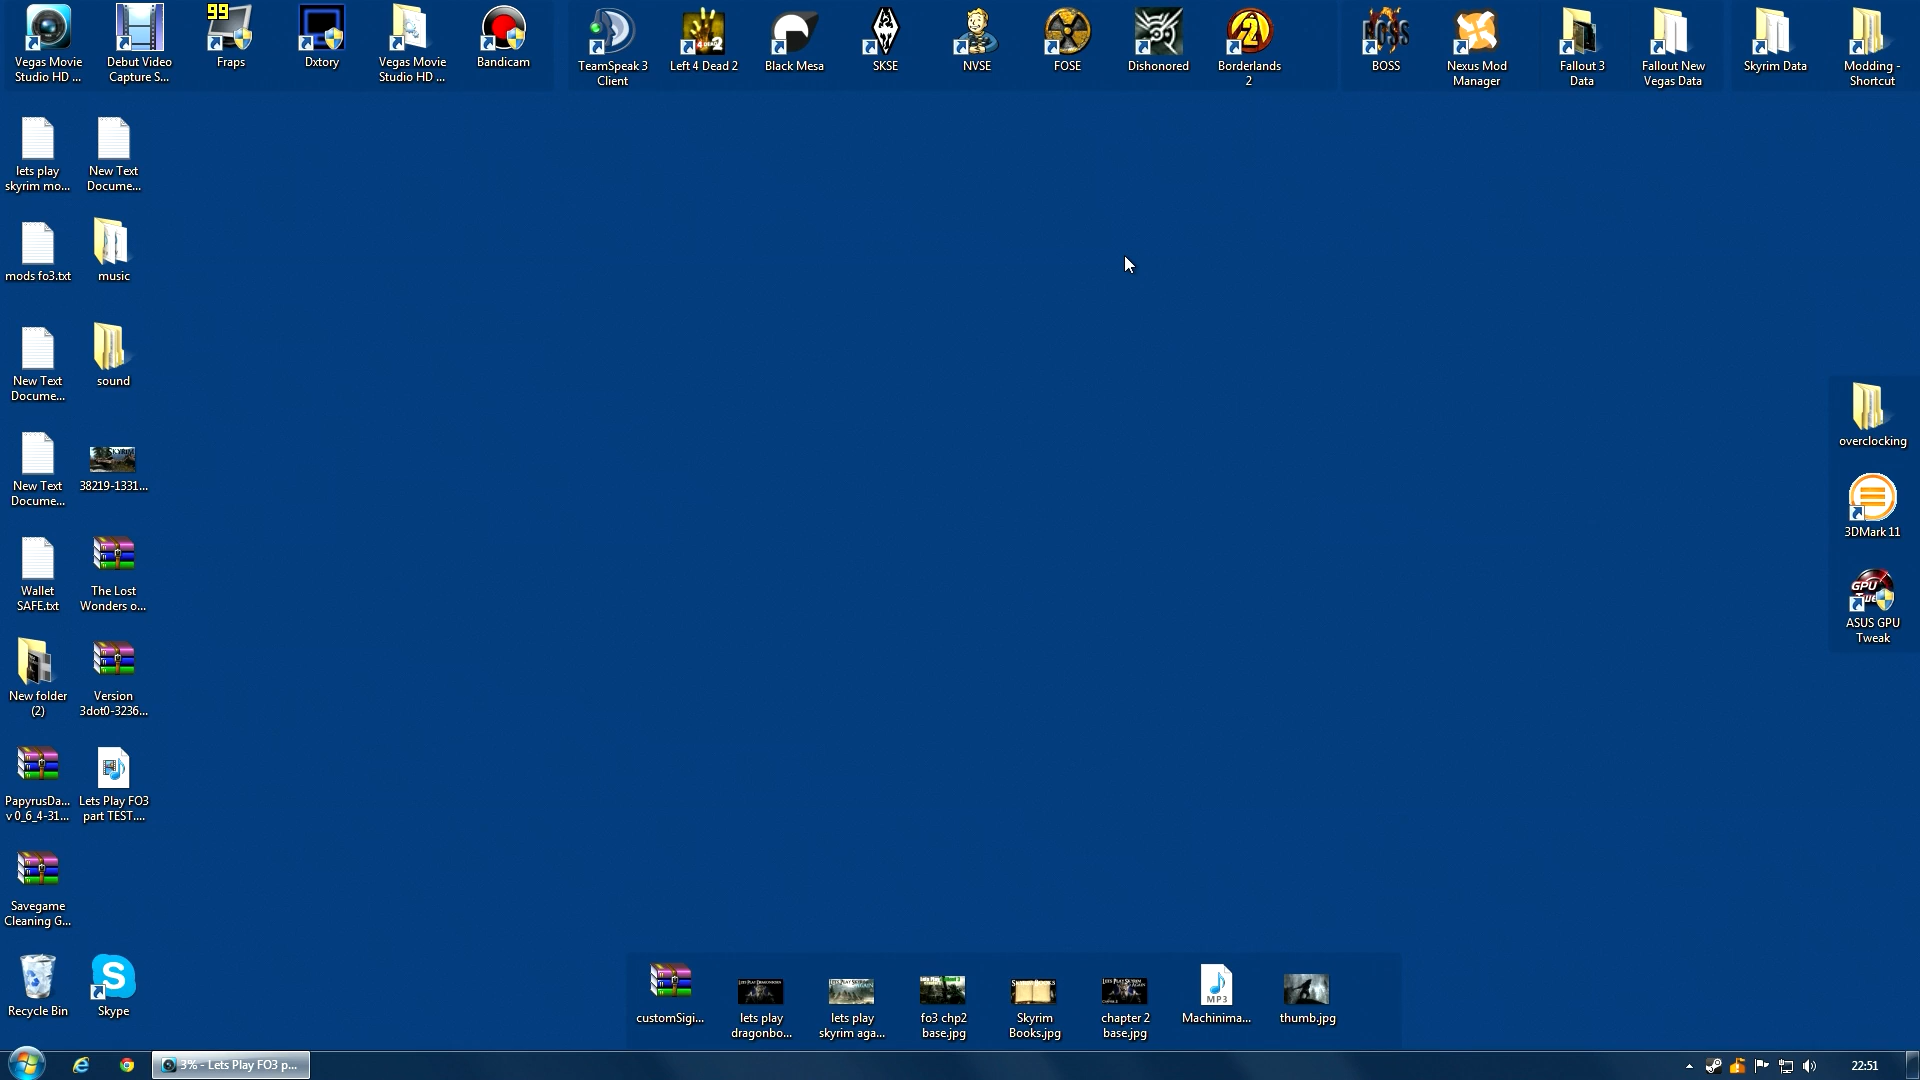 99
Vegas Movie
Studio HD ...
Debut Video
Capture S...
Fraps
Dxtory
Vegas Movie
Studio HD ...
Bandicam
TeamSpeak 3
Client
Left 4 Dead 2
Black Mesa
SKSE
NVSE
FOSE
Dishonored
Borderlands
2
BOSS
BOSS
Nexus Mod
Manager
Fallout 3
Data
Fallout New
Vegas Data
Skyrim Data
Modding -
Shortcut
lets play
skyrim mo...
New Text
Docume...
mods fo3.txt
music
New Text
Docume...
sound
New Text
Docume...
38219-1331...
Wallet
SAFE.txt
The Lost
Wonders o...
New folder
(2)
Version
3dot0-3236...
PapyrusDa...
v 0_6_4-31...
Lets Play FO3
part TEST....
Savegame
Cleaning G...
Recycle Bin
Skype
overclocking
3DMark 11
GPU
ASUS GPU
Tweak
customSigi...
lets play
dragonbo...
lets play
skyrim aga...
fo3 chp2
base.jpg
Skyrim
Books.jpg
chapter 2
base.jpg
MP3
Machinima...
thumb.jpg
3% - Lets Play FO3 p...
22:51